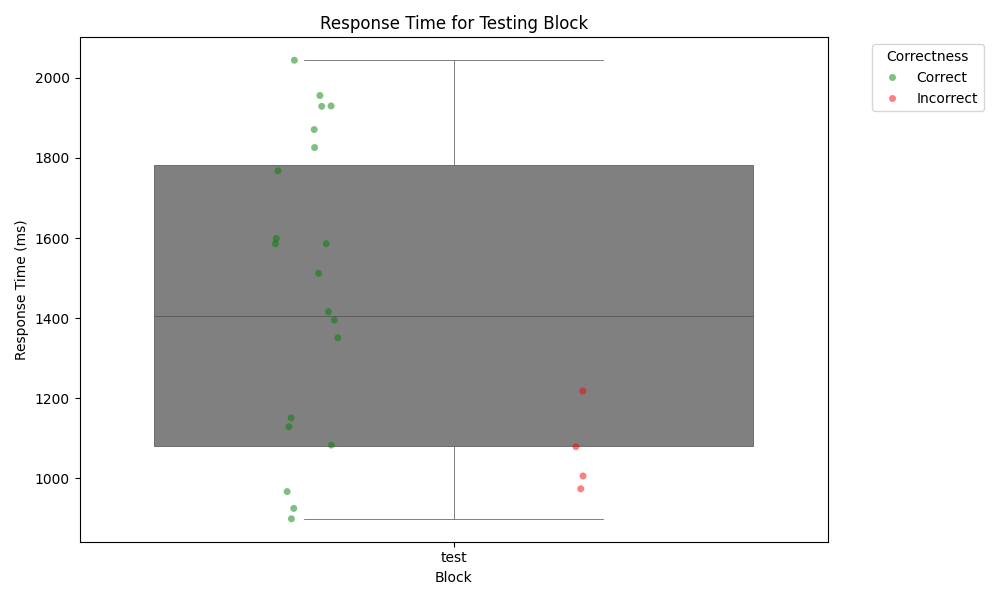 Response Time for Testing Block
Correctness
Correct
Incorrect
Response Time (ms)
2000
1800
1600
1400
1200
1000
test
Block